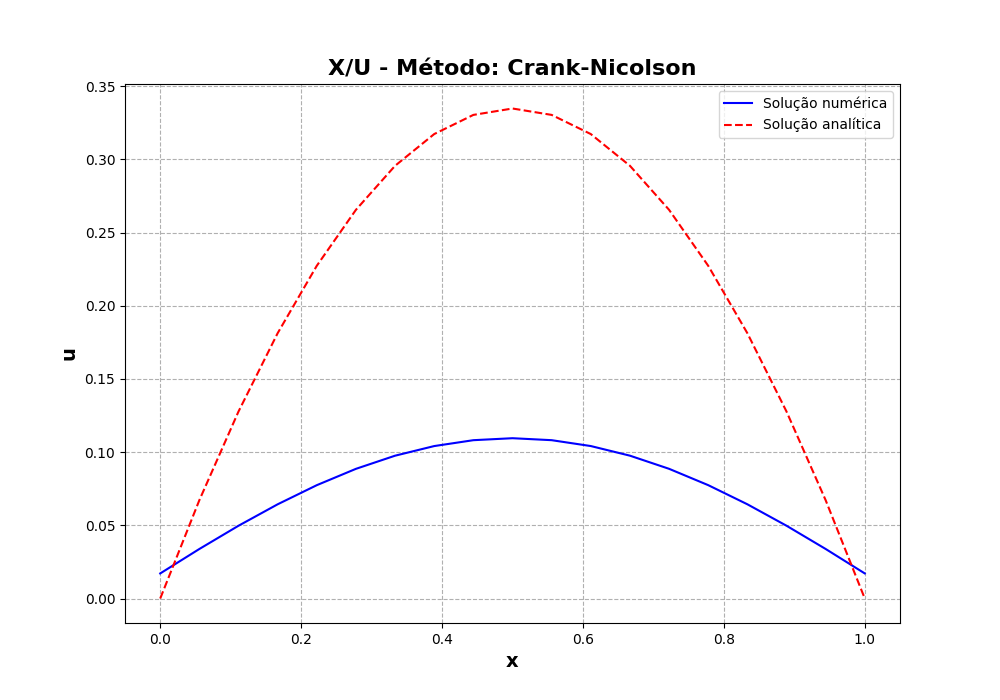 X/U - Método: Crank-Nicolson
Solução numérica
Solução analítica
0.35
0.30
0.25
0.20
0.15
0.10
0.05
0.00
u
0.0 0.2 0.4 0.6 0.8 1.0
x